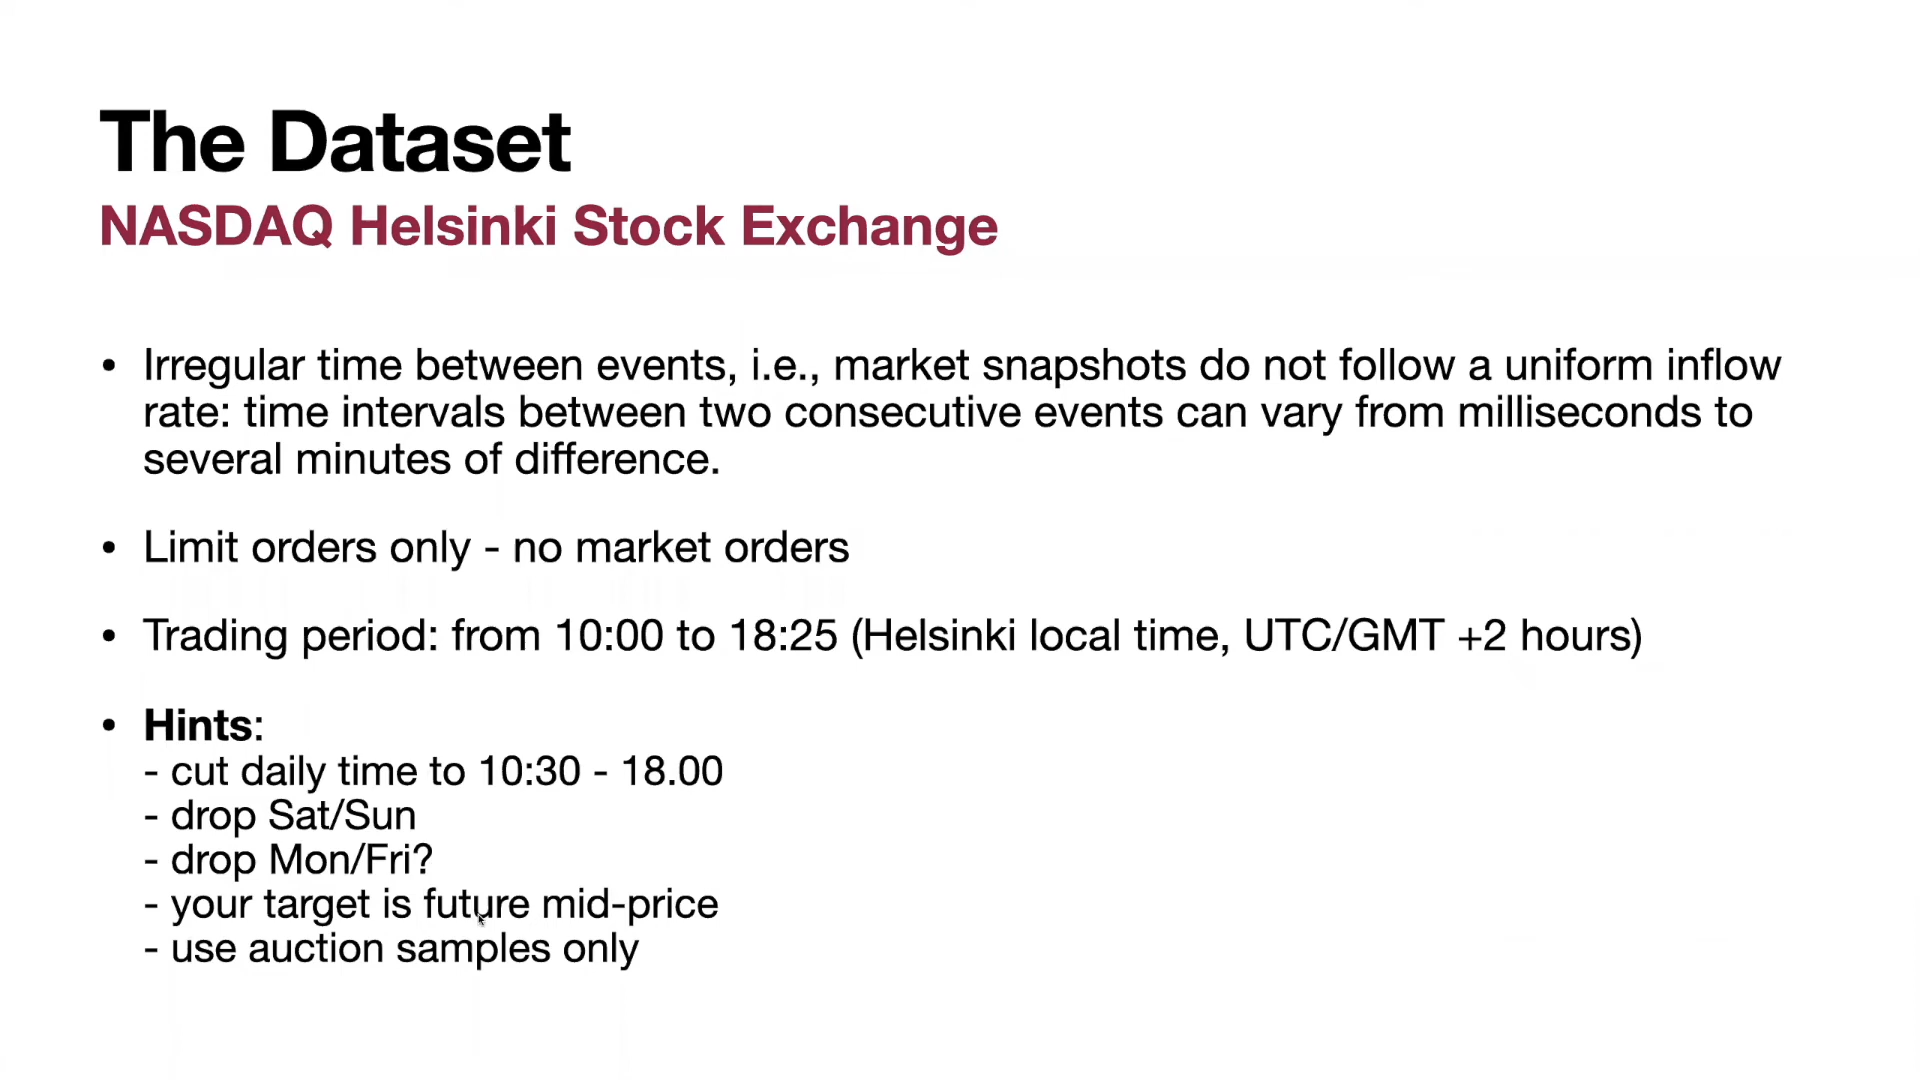 The Dataset
NASDAQ Helsinki Stock Exchange
• Irregular time between events, i.e., market snapshots do not follow a uniform inflow
rate: time intervals between two consecutive events can vary from milliseconds to
several minutes of difference.
• Limit orders only - no market orders
• Trading period: from 10:00 to 18:25 (Helsinki local time, UTC/GMT +2 hours)
• Hints:
- cut daily time to 10:30 - 18.00
- drop Sat/Sun
- drop Mon/Fri?
- your target is future mid-price
- use auction samples only